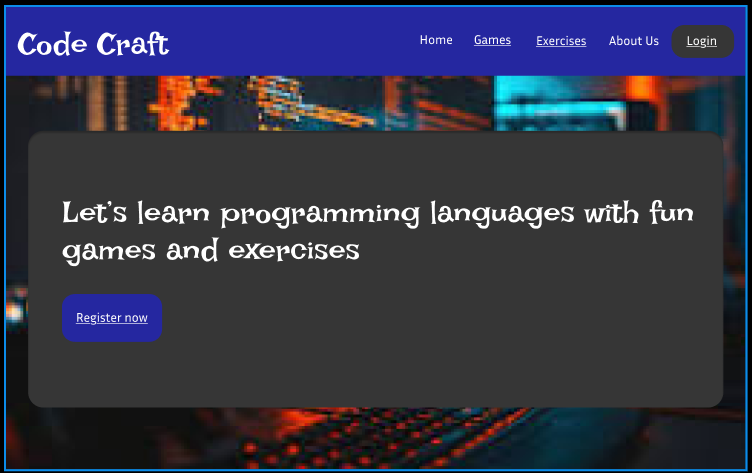 Code Craft
Home Games Exercises About Us Login
Let's learn programming languages with fun
games and exercises
Register now